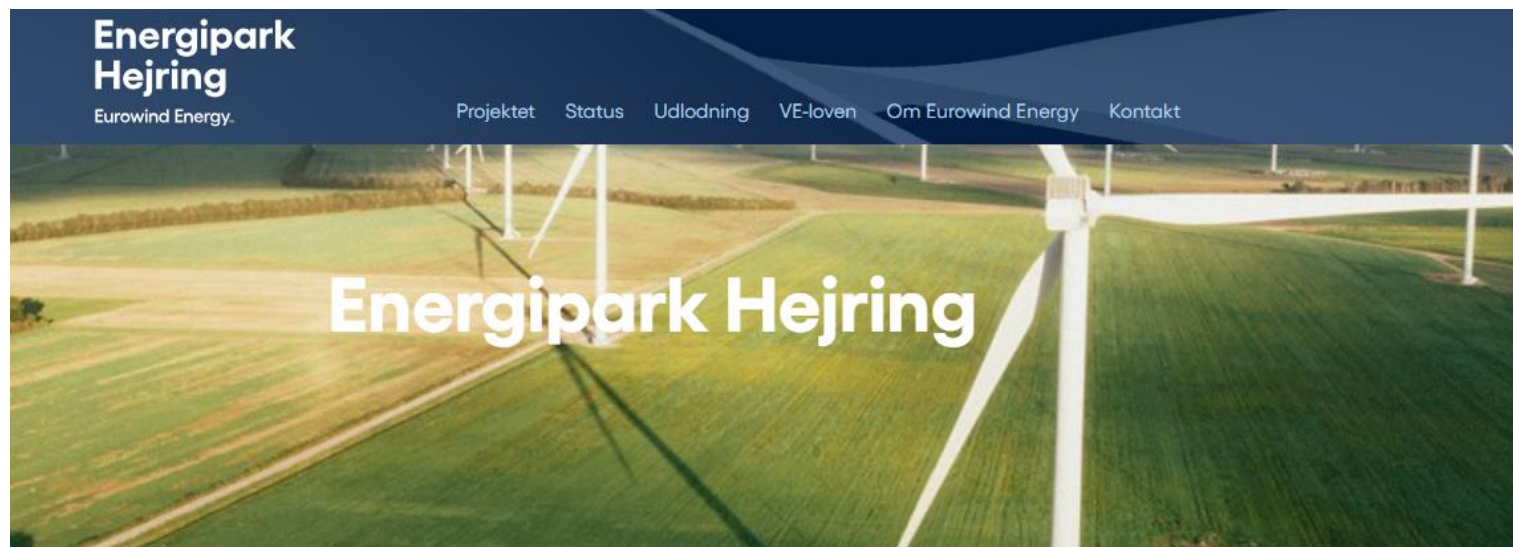 Energipark
Hejring
Eurowind Energy.
Projektet Status Udlodning VE-loven Om Eurowind Energy Kontakt
Energipark Hejring